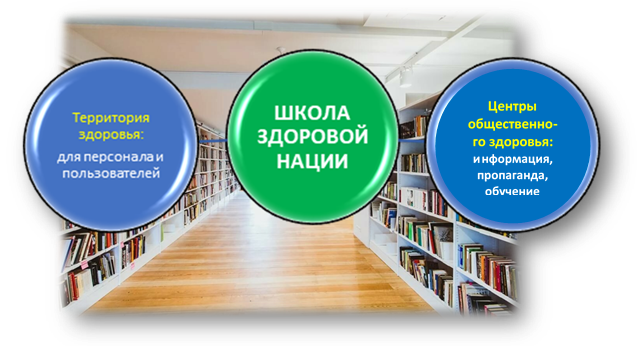 Территория
здоровья:
для персонала и
пользователей
ШКОЛА
ЗДОРОВОЙ
НАЦИИ
Центры
общественно-
го здоровья:
информация,
пропаганда,
обучение